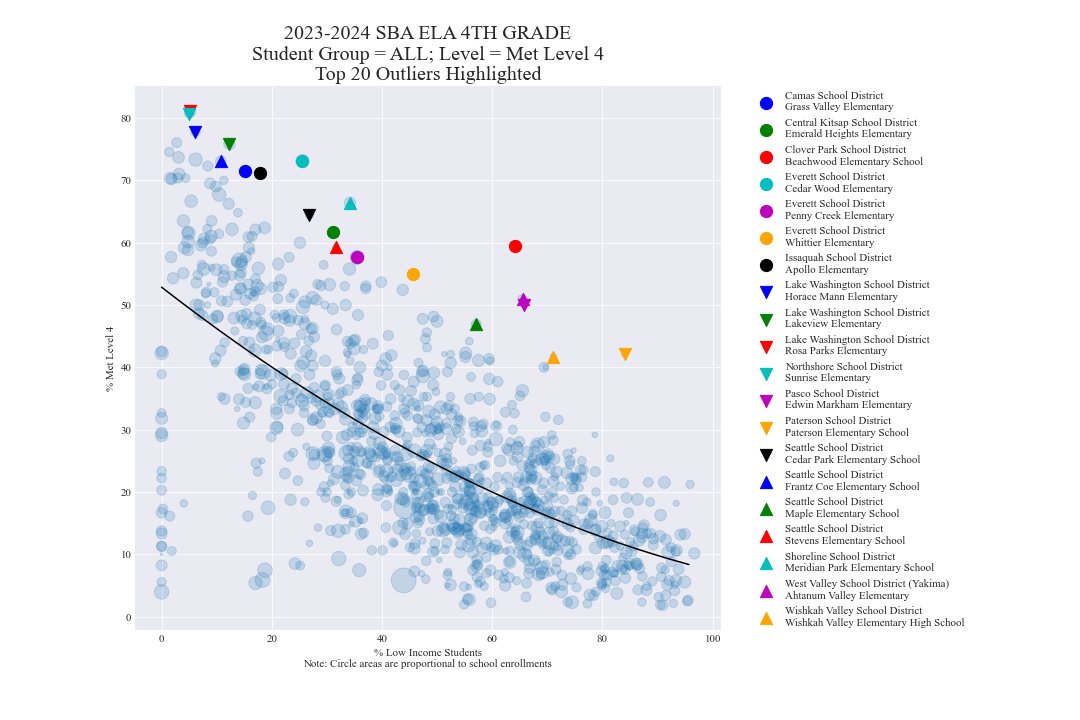 2023-2024 SBA ELA 4TH GRADE
Student Group = ALL; Level = Met Level 4
Top 20 Outliers Highlighted
% Met Level 4
80
70
60
50
40
30
20
10
0
0 20 40 60 80 100
% Low Income Students
Note: Circle areas are proportional to school enrollments
Camas School District
Grass Valley Elementary
Central Kitsap School District
Emerald Heights Elementary
Clover Park School District
Beachwood Elementary School
Everett School District
Cedar Wood Elementary
Everett School District
Penny Creek Elementary
Everett School District
Whittier Elementary
Issaquah School District
Apollo Elementary
Lake Washington School District
Horace Mann Elementary
Lake Washington School District
Lakeview Elementary
Lake Washington School District
Rosa Parks Elementary
Northshore School District
Sunrise Elementary
Pasco School District
Edwin Markham Elementary
Paterson School District
Paterson Elementary School
Seattle School District
Cedar Park Elementary School
Seattle School District
Frantz Coe Elementary School
Seattle School District
Maple Elementary School
Seattle School District
Stevens Elementary School
Shoreline School District
Meridian Park Elementary School
West Valley School District (Yakima)
Ahtanum Valley Elementary
Wishkah Valley School District
Wishkah Valley Elementary High School